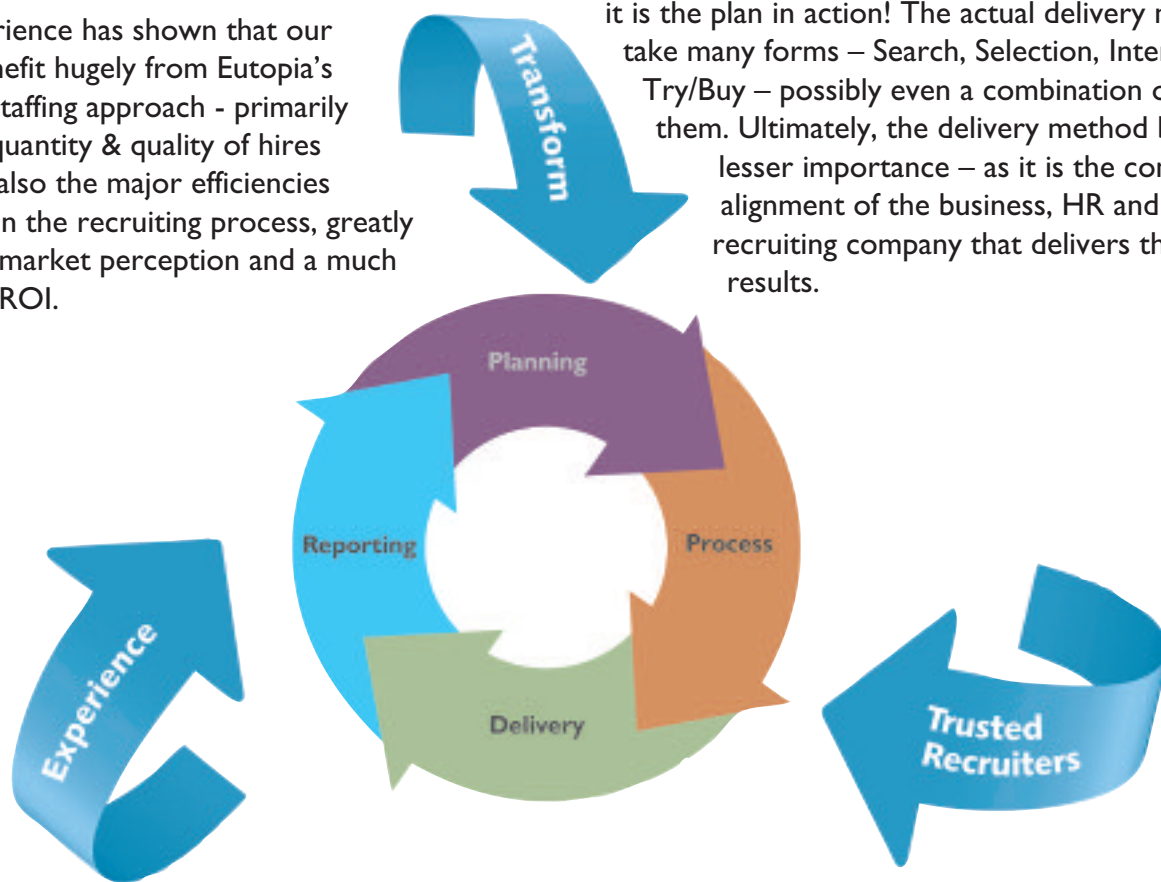 rience has shown that our
nefit hugely from Eutopia's
taffing approach - primarily
quantity & quality of hires
also the major efficiencies
n the recruiting process, greatly
market perception and a much
ROI.
it is the plan in action! The actual delivery
take many forms – Search, Selection,
Try/Buy – possibly even a combination
them. Ultimately, the delivery method
lesser importance – as it is the
alignment of the business, HR and
recruiting company that delivers
results.
Transform
Planning
Reporting
Process
Delivery
Experience
Trusted
Recruiters